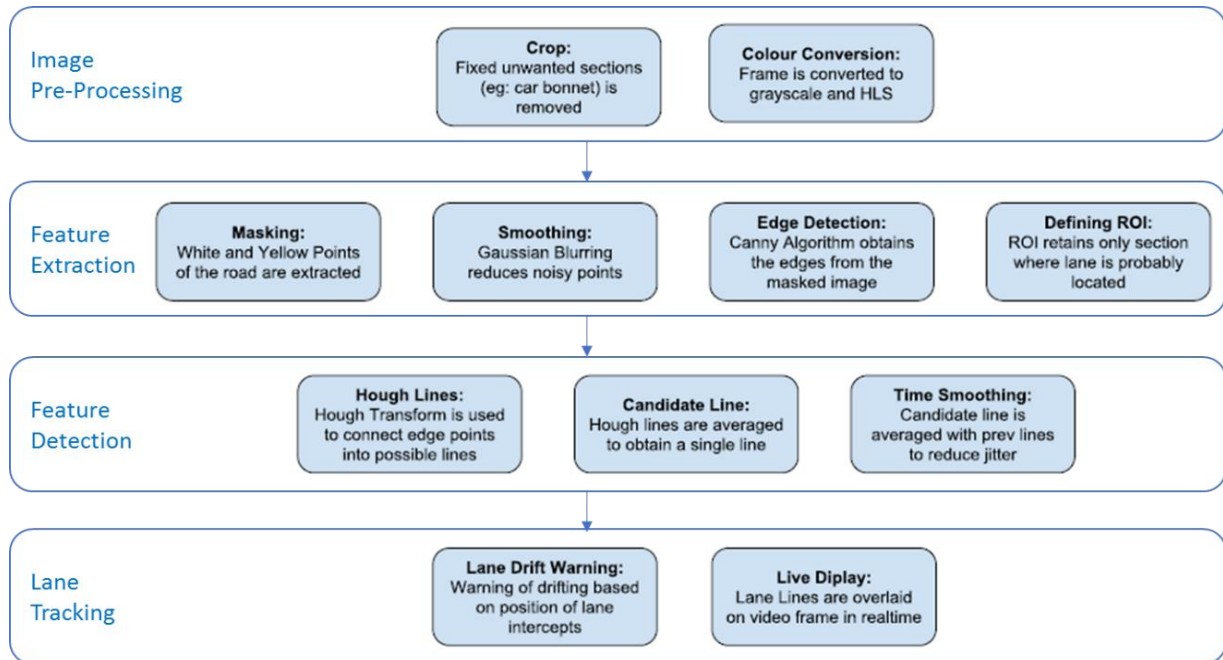 Image
Pre-Processing
Crop:
Fixed unwanted sections
(eg: car bonnet) is
removed
Colour Conversion:
Frame is converted to
grayscale and HLS
Feature
Extraction
Masking:
White and Yellow Points
of the road are extracted
Smoothing:
Gaussian Blurring
reduces noisy points
Edge Detection:
Canny Algorithm obtains
the edges from the
masked image
Defining ROI:
ROI retains only section
where lane is probably
located
Feature
Detection
Hough Lines:
Hough Transform is used
to connect edge points
into possible lines
Candidate Line:
Hough lines are averaged
to obtain a single line
Time Smoothing:
Candidate line is
averaged with prev lines
to reduce jitter
Lane
Tracking
Lane Drift Warning:
Warning of drifting based
on position of lane
intercepts
Live Diplay:
Lane Lines are overlaid
on video frame in realtime